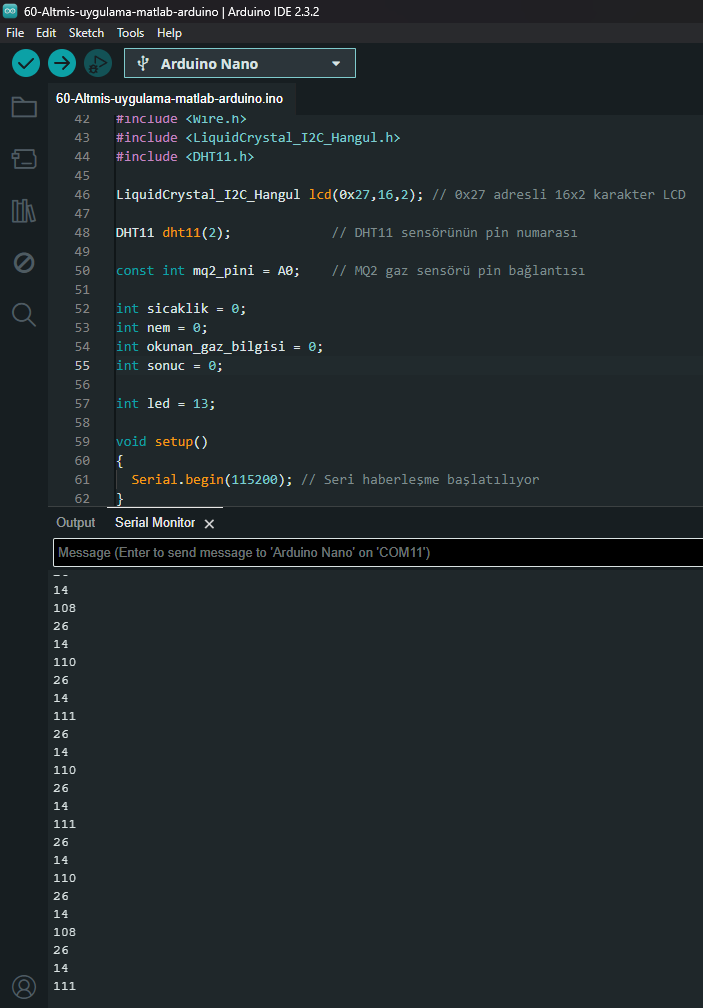 60-Altmis-uygulama-matlab-arduino | Arduino IDE 2.3.2
File Edit Sketch Tools Help
Arduino Nano
60-Altmis-uygulama-matlab-arduino.ino
42 #include <Wire.h>
43 #include <LiquidCrystal_I2C_Hangul.h>
44 #include <DHT11.h>
45
46 LiquidCrystal_I2C_Hangul lcd(0x27,16,2); // 0x27 adresli 16x2 karakter LCD
47
48 DHT11 dht11(2); // DHT11 sensörünün pin numarası
49
50 const int mq2_pini = A0; // MQ2 gaz sensörü pin bağlantısı
51
52 int sicaklik = 0;
53 int nem = 0;
54 int okunan_gaz_bilgisi = 0;
55 int sonuc = 0;
56
57 int led = 13;
58
59 void setup()
60 {
61 Serial.begin(115200); // Seri haberleşme başlatılıyor
62 }
Output Serial Monitor
Message (Enter to send message to 'Arduino Nano' on 'COM11')
14
108
26
14
110
26
14
111
26
14
110
26
14
111
26
14
110
26
14
108
26
14
111